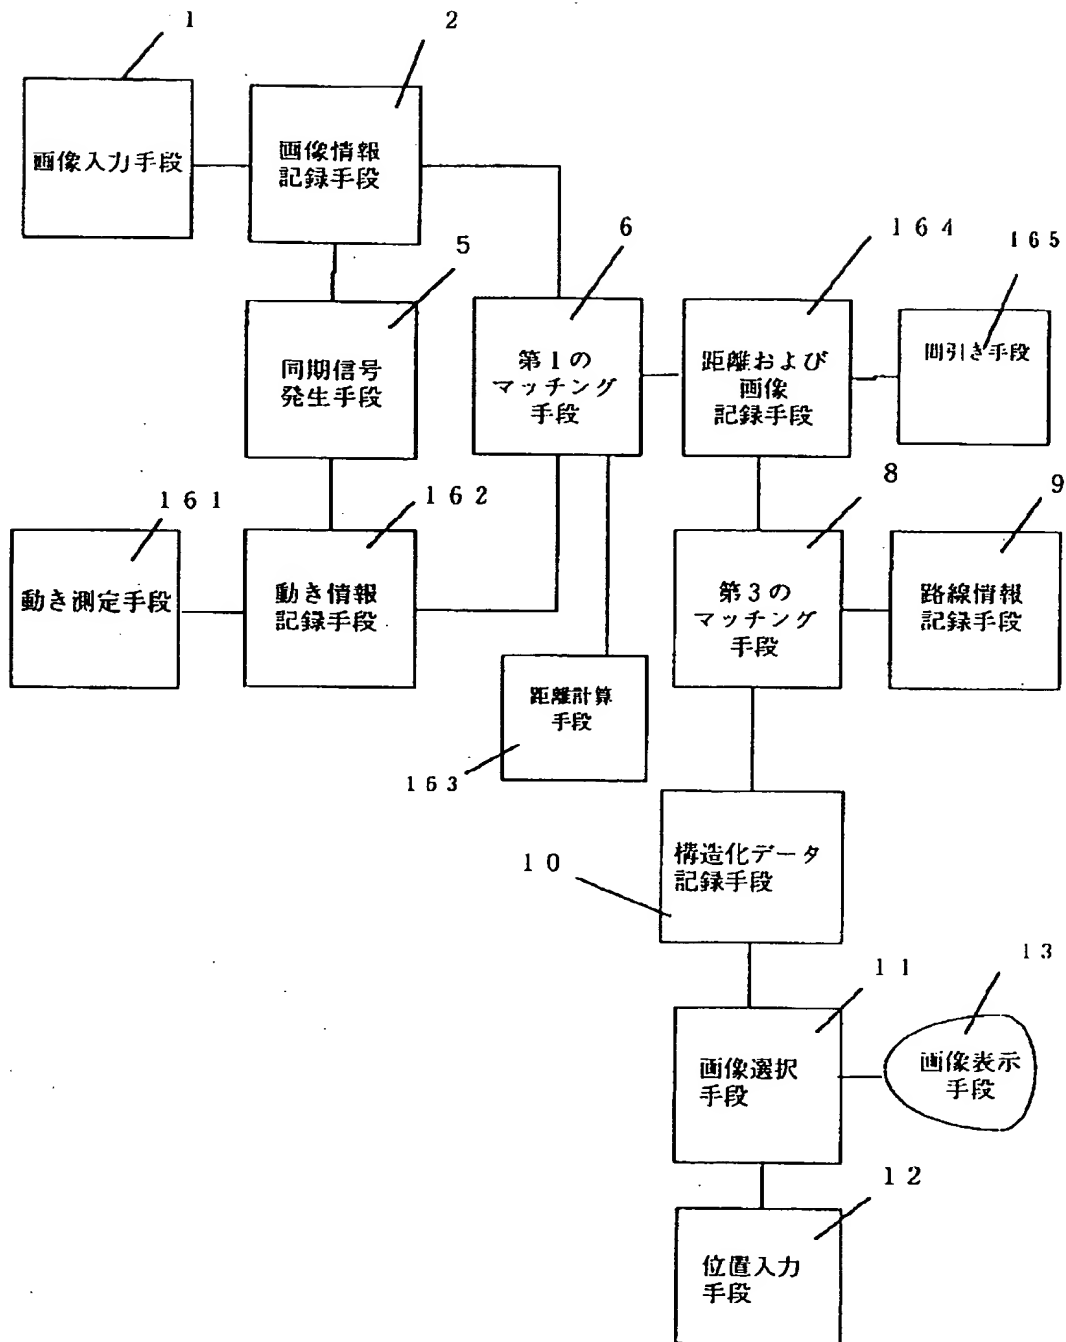 1
2
画像入力手段
画像情報
記録手段
5
6
164
165
同期信号
発生手段
第1の
マッチング
手段
距離および
画像
記録手段
間引き手段
161
162
8
9
動き測定手段
動き情報
記録手段
第3の
マッチング
手段
路線情報
記録手段
距離計算
手段
163
10
構造化データ
記録手段
11
13
画像選択
手段
画像表示
手段
12
位置入力
手段